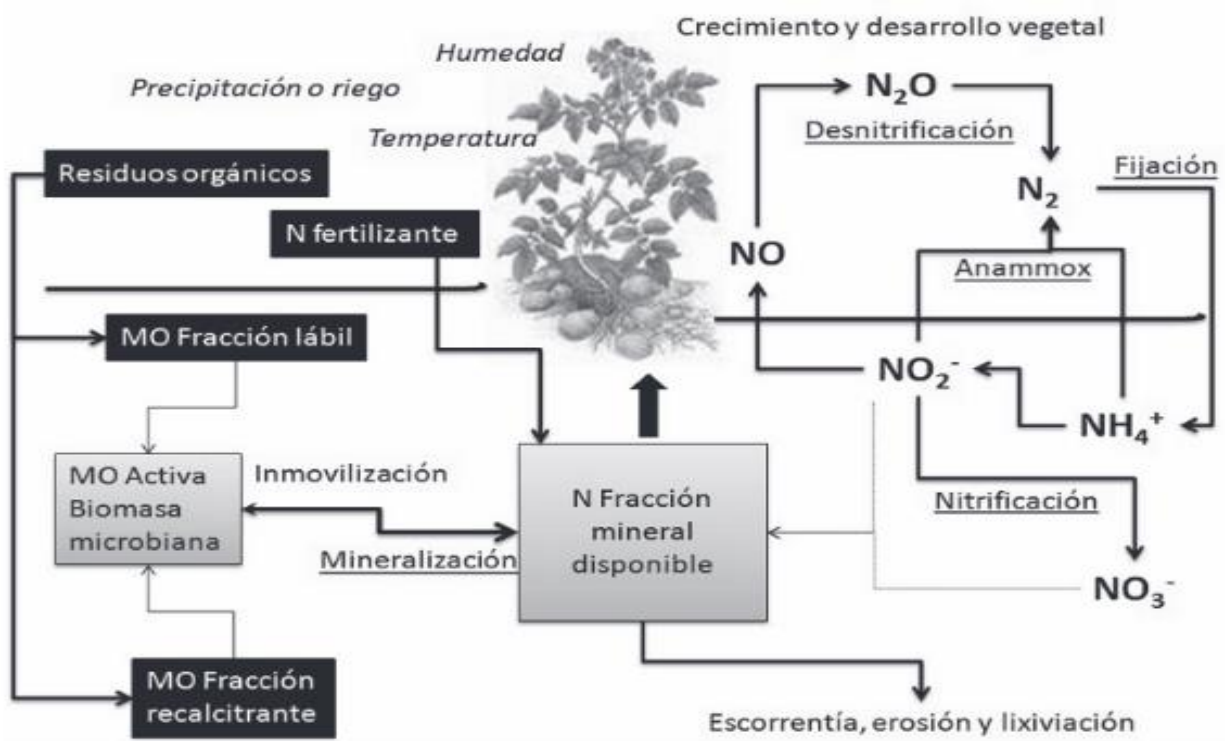 Crecimiento y desarrollo vegetal
Humedad
Precipitación o riego
Temperatura
Residuos orgánicos
N fertilizante
MO Fracción lábil
MO Activa
Biomasa
microbiana
Inmovilización
Mineralización
MO Fracción
recalcitrante
N Fracción
mineral
disponible
Escorrentía, erosión y lixiviación
N₂O
Desnitrificación
Fijación
N₂
NO
Anammox
NO₂⁻
NH₄⁺
Nitrificación
NO₃⁻